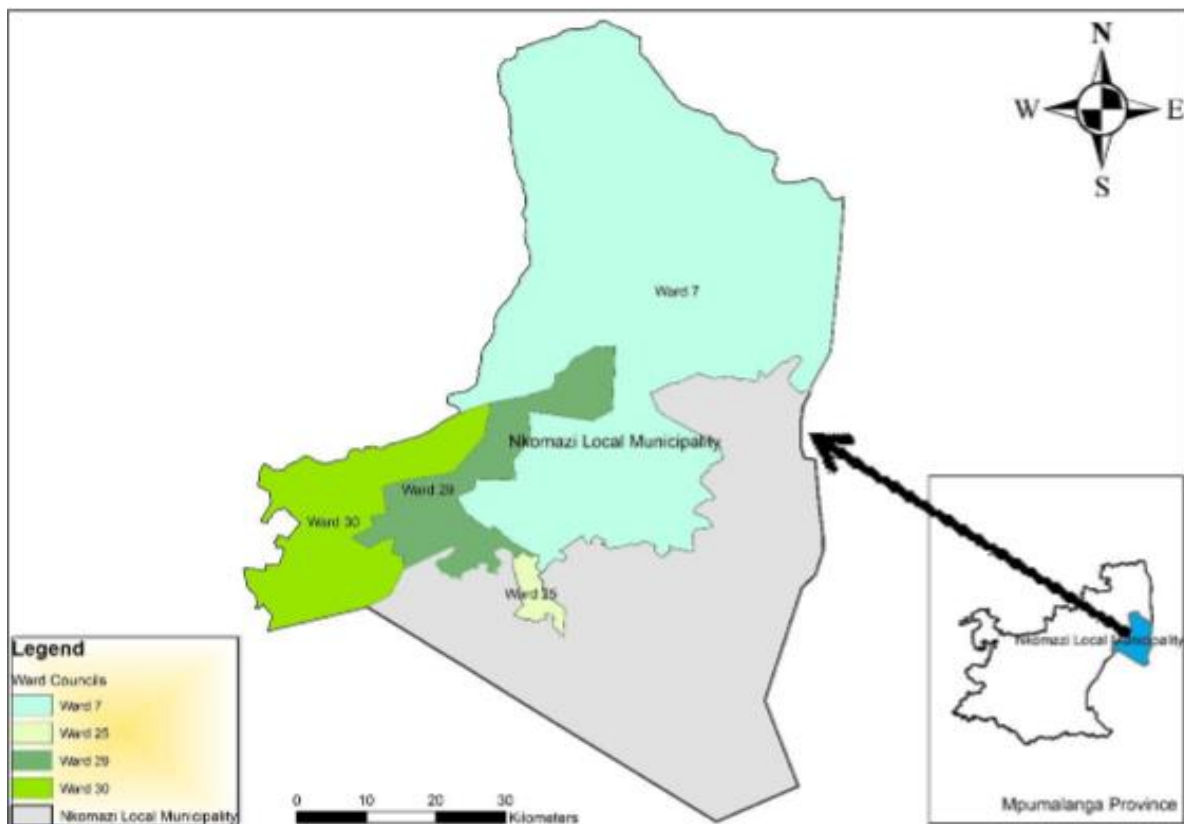 N
W E
S
Ward 7
Nkomazi Local Municipality
Ward 29
Ward 30
Ward 25
Nkomazi Local Municipality
Mpumalanga Province
Legend
Ward Councils
Ward 7
Ward 25
Ward 29
Ward 30
Nkomazi Local Municipality
0 10 20 30
Kilometers